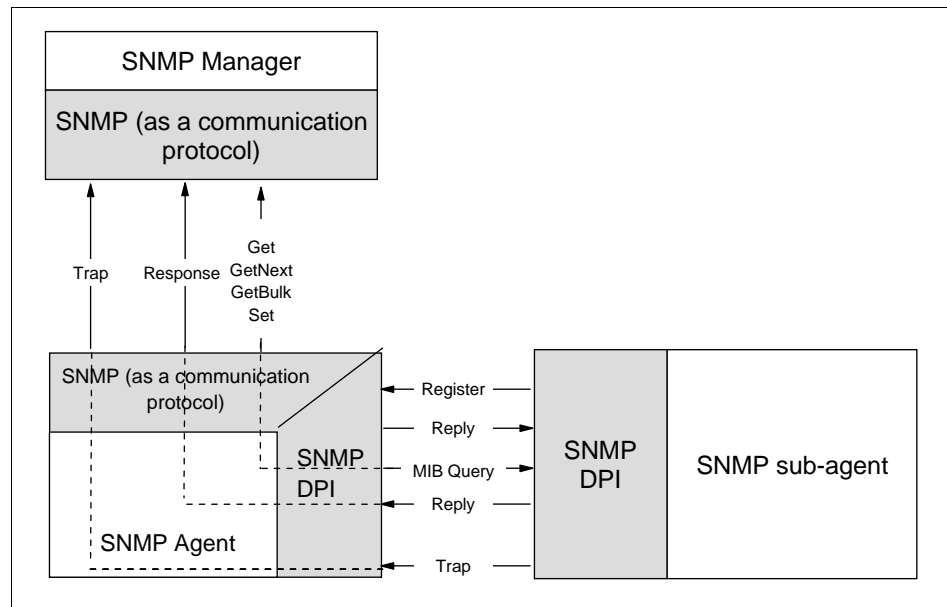 SNMP Manager
SNMP (as a communication
protocol)
Trap
Response
Get
GetNext
GetBulk
Set
SNMP (as a communication
protocol)
SNMP
DPI
SNMP Agent
Register
Reply
MIB Query
Reply
Trap
SNMP
DPI
SNMP sub-agent